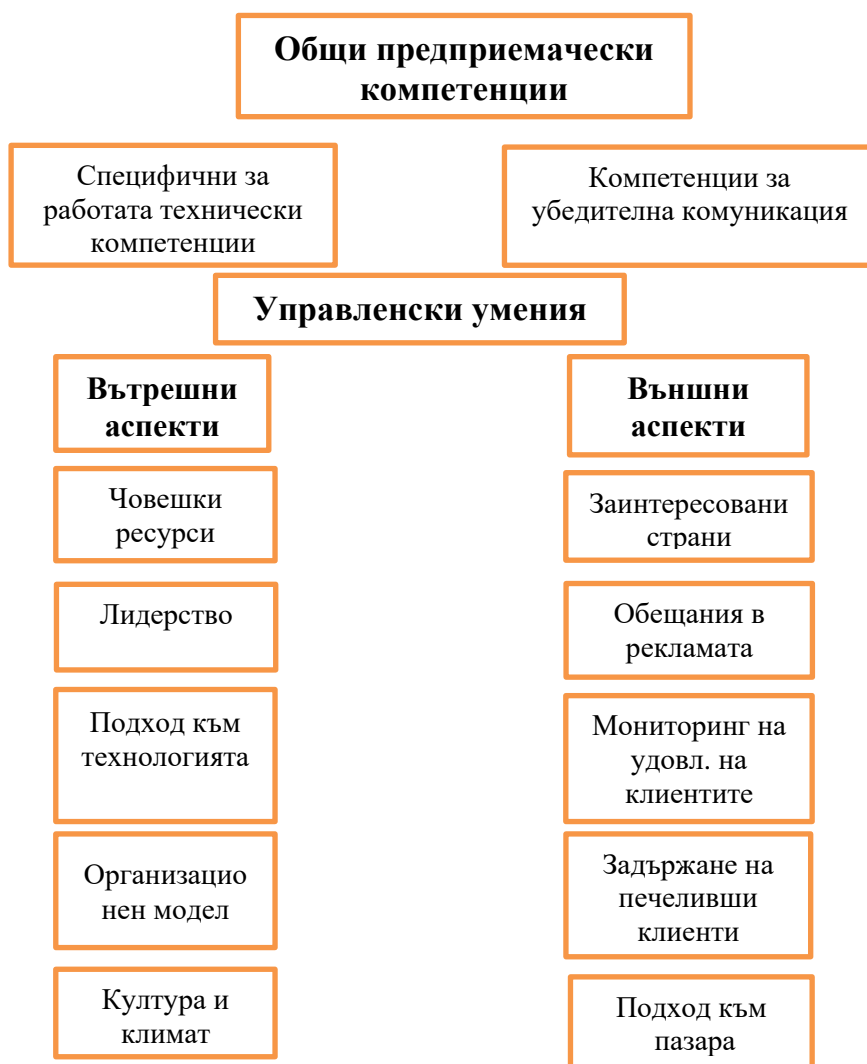 Общи предприемачески
компетенции
Специфични за
работата технически
компетенции
Компетенции за
убедителна комуникация
Управленски умения
Вътрешни
аспекти
Външни
аспекти
Човешки
ресурси
Заинтересовани
страни
Лидерство
Обещания в
рекламата
Подход към
технологията
Мониторинг на
удовл. на
клиентите
Организацио
нен модел
Задържане на
печеливши
клиенти
Култура и
климат
Подход към
пазара